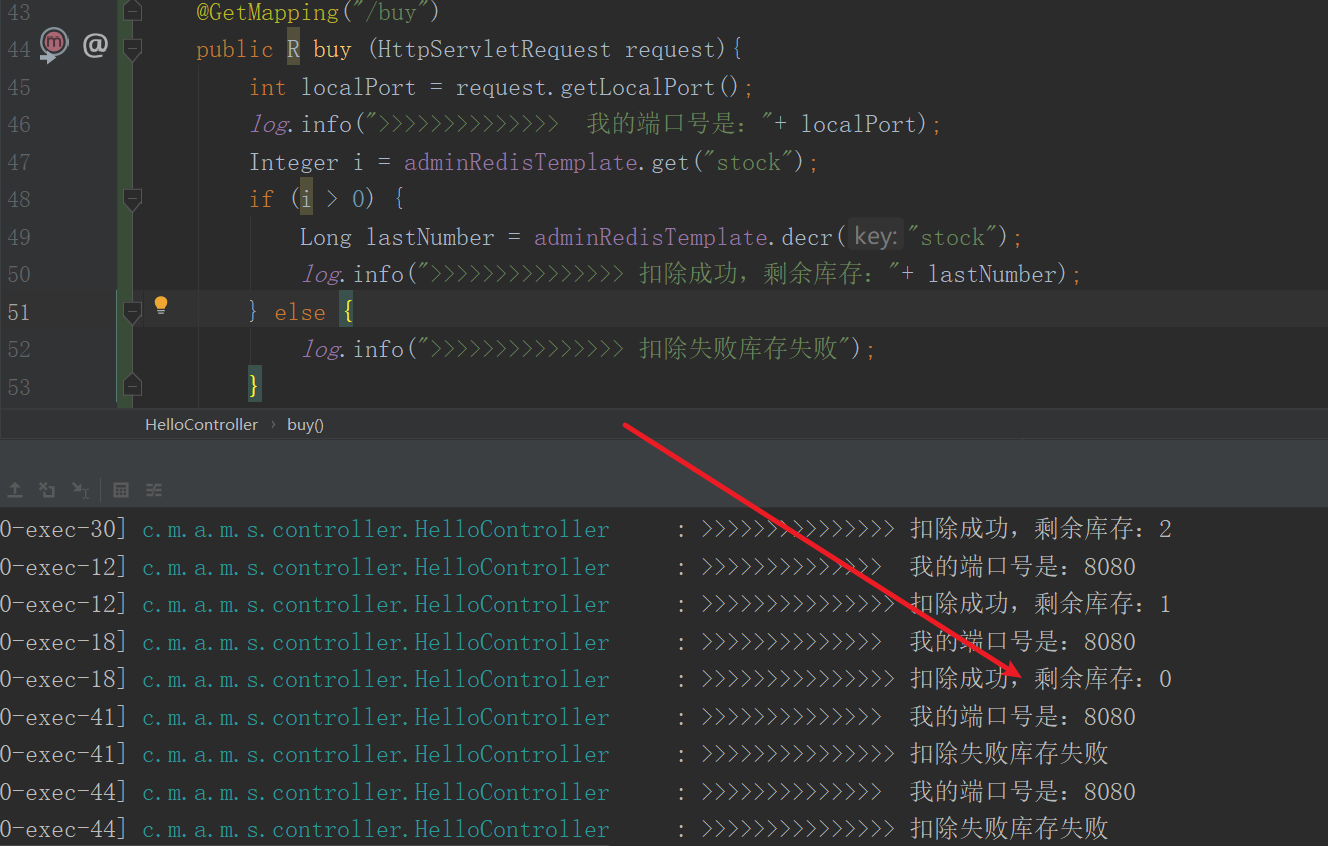 43 @GetMapping("/buy")
44 @ public R buy (HttpServletRequest request){
45 int localPort = request.getLocalPort();
46 log.info(">>>>>>>>>>>>>> 我的端口号是："+ localPort);
47 Integer i = adminRedisTemplate.get("stock");
48 if (i > 0) {
49 Long lastNumber = adminRedisTemplate.decr( key: "stock");
50 log.info(">>>>>>>>>>>>>>> 扣除成功，剩余库存："+ lastNumber);
51 } else {
52 log.info(">>>>>>>>>>>>>>> 扣除失败库存失败");
53 }
HelloController › buy()
0-exec-30] c.m.a.m.s.controller.HelloController : >>>>>>>>>>>>>>> 扣除成功，剩余库存：2
0-exec-12] c.m.a.m.s.controller.HelloController : >>>>>>>>>>>>>> 我的端口号是：8080
0-exec-12] c.m.a.m.s.controller.HelloController : >>>>>>>>>>>>>>> 扣除成功，剩余库存：1
0-exec-18] c.m.a.m.s.controller.HelloController : >>>>>>>>>>>>>> 我的端口号是：8080
0-exec-18] c.m.a.m.s.controller.HelloController : >>>>>>>>>>>>>>> 扣除成功，剩余库存：0
0-exec-41] c.m.a.m.s.controller.HelloController : >>>>>>>>>>>>>> 我的端口号是：8080
0-exec-41] c.m.a.m.s.controller.HelloController : >>>>>>>>>>>>>>> 扣除失败库存失败
0-exec-44] c.m.a.m.s.controller.HelloController : >>>>>>>>>>>>>> 我的端口号是：8080
0-exec-44] c.m.a.m.s.controller.HelloController : >>>>>>>>>>>>>>> 扣除失败库存失败